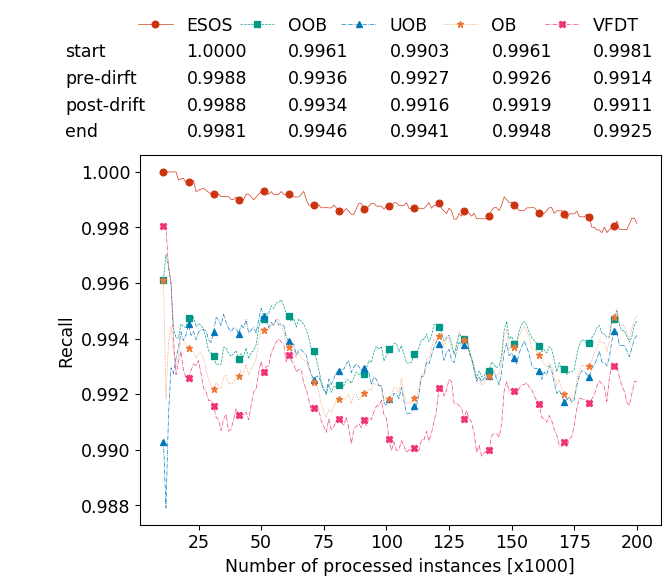 ESOS OOB UOB OB VFDT
start 1.0000 0.9961 0.9903 0.9961 0.9981
pre-dirft 0.9988 0.9936 0.9927 0.9926 0.9914
post-drift 0.9988 0.9934 0.9916 0.9919 0.9911
end 0.9981 0.9946 0.9941 0.9948 0.9925
1.000
0.998
0.996
0.994
0.992
0.990
0.988
Recall
25 50 75 100 125 150 175 200
Number of processed instances [x1000]